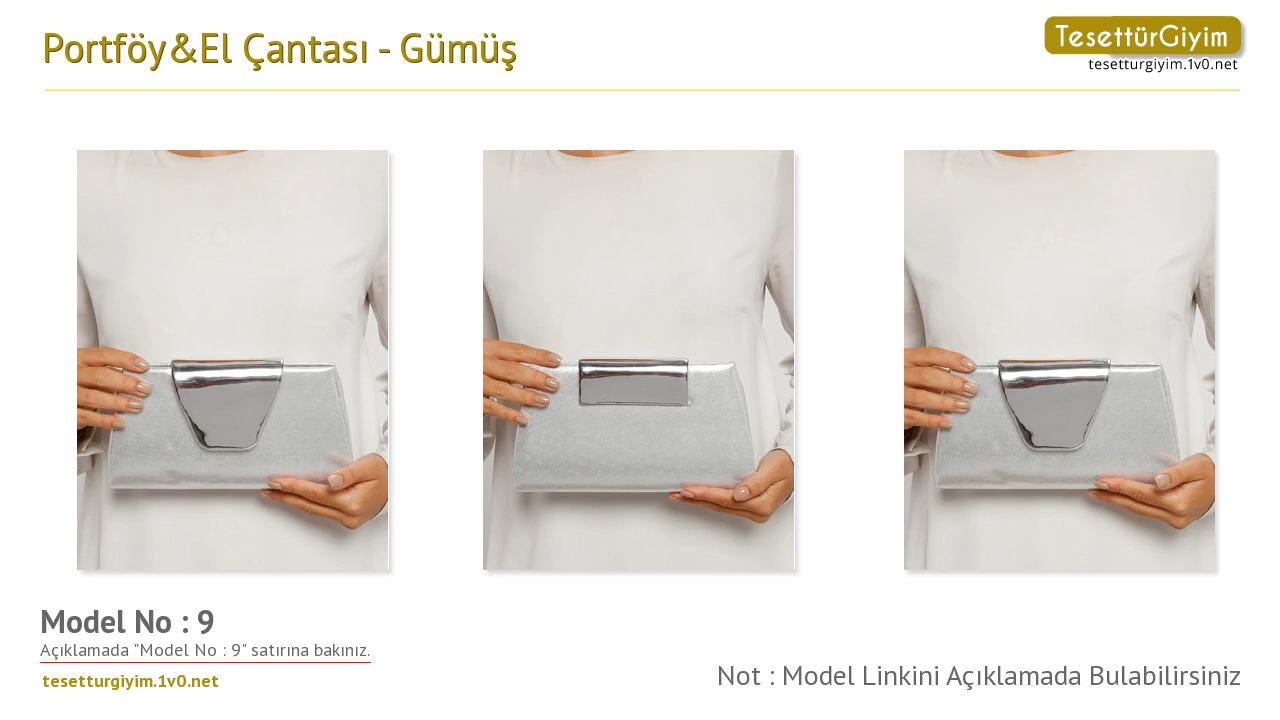 Portföy&El Çantası - Gümüş
TesettürGiyim
tesetturgiyim.1v0.net
Model No : 9
Açıklamada "Model No : 9" satırına bakınız.
tesetturgiyim.1v0.net
Not : Model Linkini Açıklamada Bulabilirsiniz